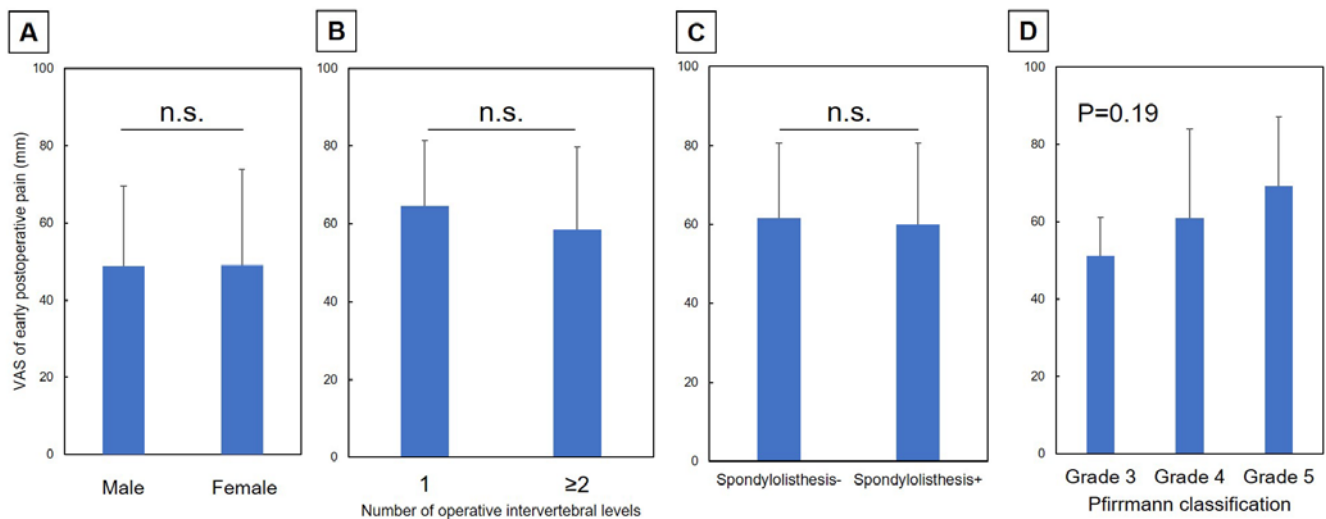 A
B
C
D
VAS of early postoperative pain (mm)
100
80
60
40
20
0
n.s.
Male Female
100
80
60
40
20
0
n.s.
1 ≥2
Number of operative intervertebral levels
100
80
60
40
20
0
n.s.
Spondylolisthesis- Spondylolisthesis+
100
80
60
40
20
0
P=0.19
Grade 3 Grade 4 Grade 5
Pfirrmann classification